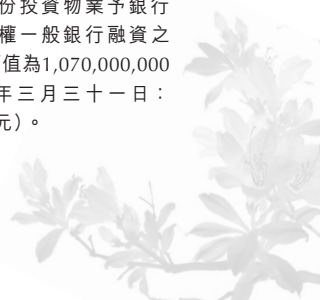 份投資物業予銀行
權一般銀行融資之
值為1,070,000,000
年三月三十一日：
元）。